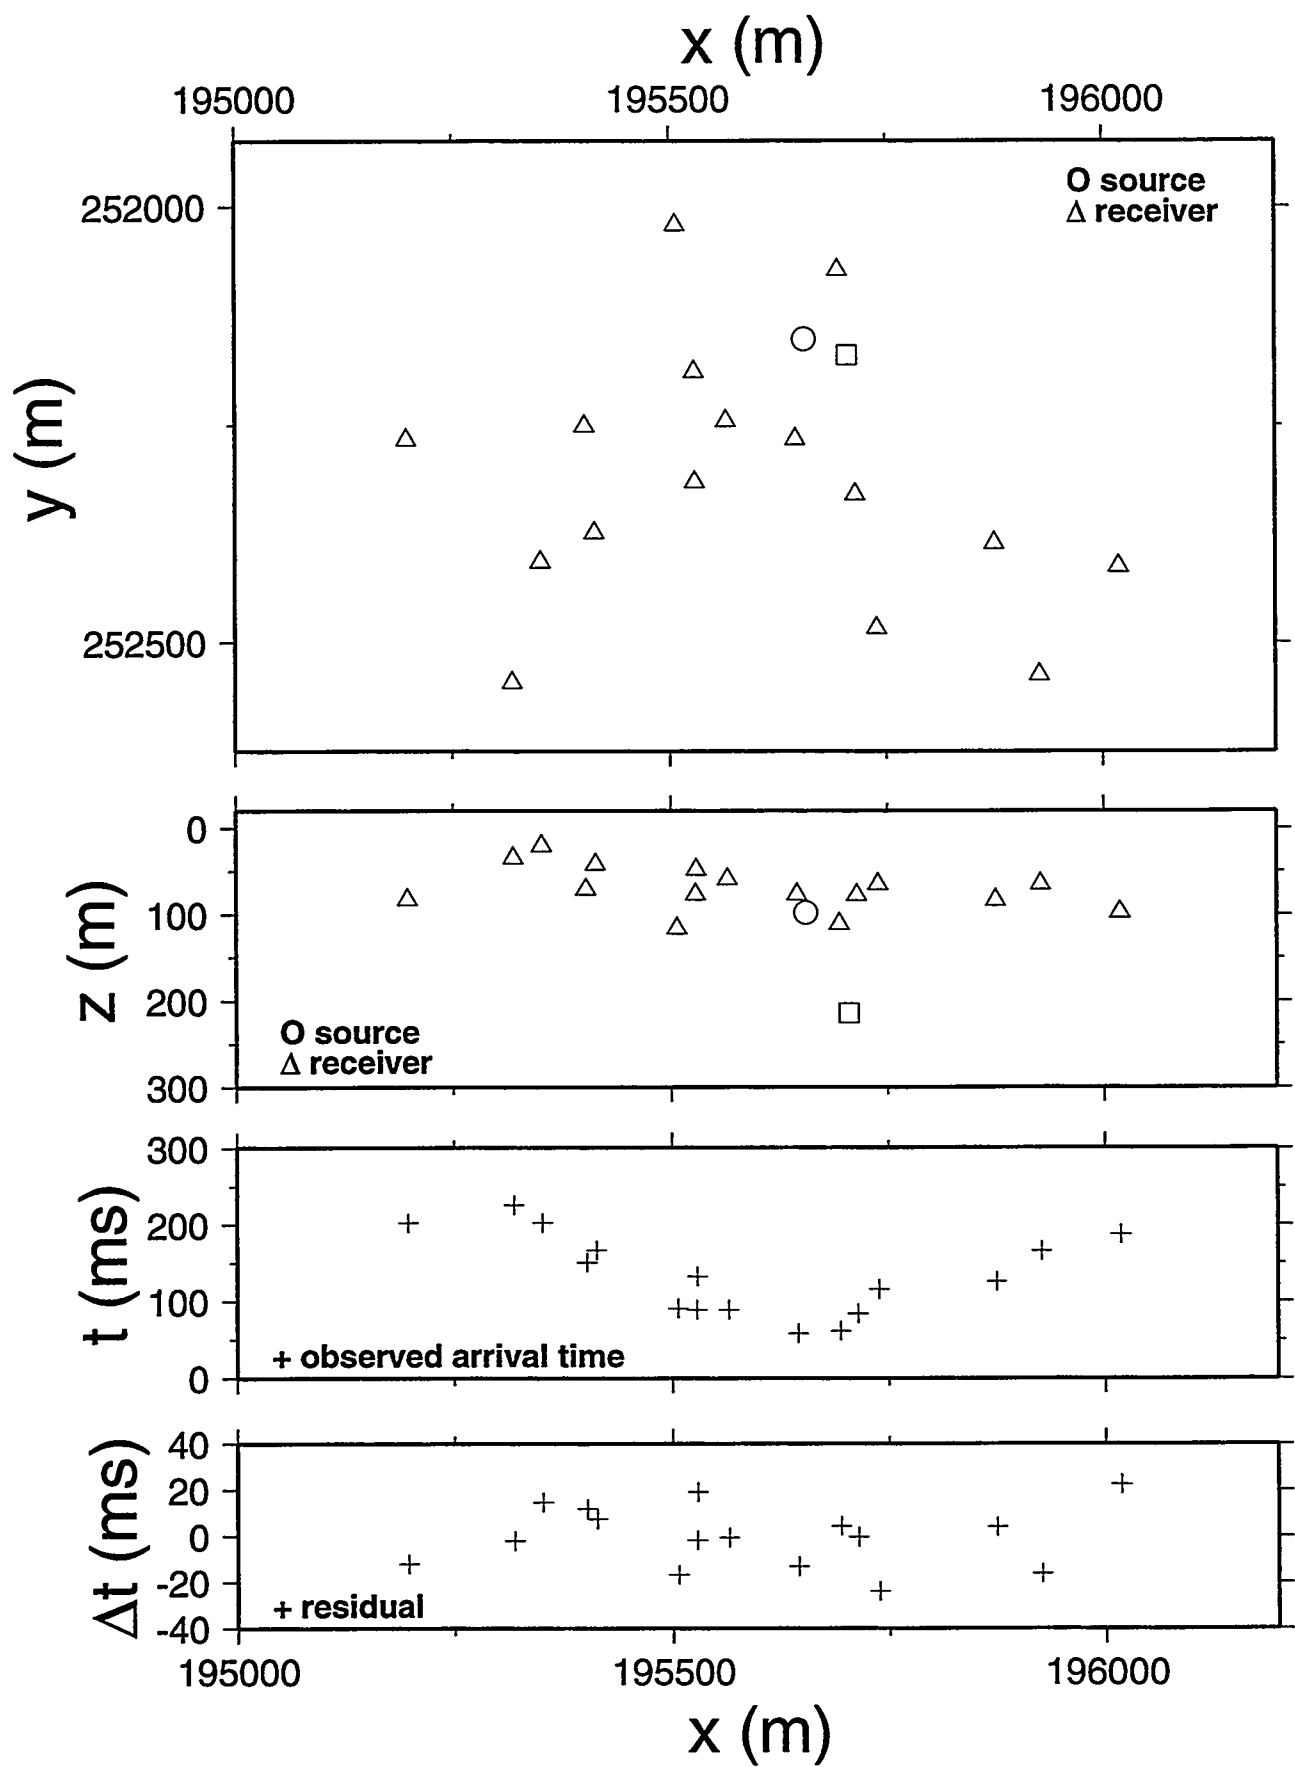 x (m)
195000 195500 196000
O source
Δ receiver
252000
y (m)
252500
0
100
z (m)
200
300
O source
Δ receiver
300
200
t (ms)
100
0
+ observed arrival time
40
20
0
Δt (ms)
-20
-40
+ residual
195000 195500 196000
x (m)